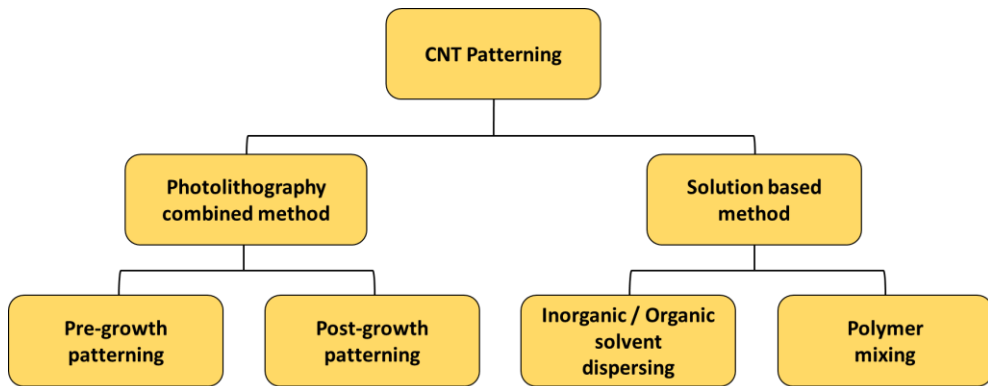 CNT Patterning
Photolithography
combined method
Solution based
method
Pre-growth
patterning
Post-growth
patterning
Inorganic / Organic
solvent
dispersing
Polymer
mixing